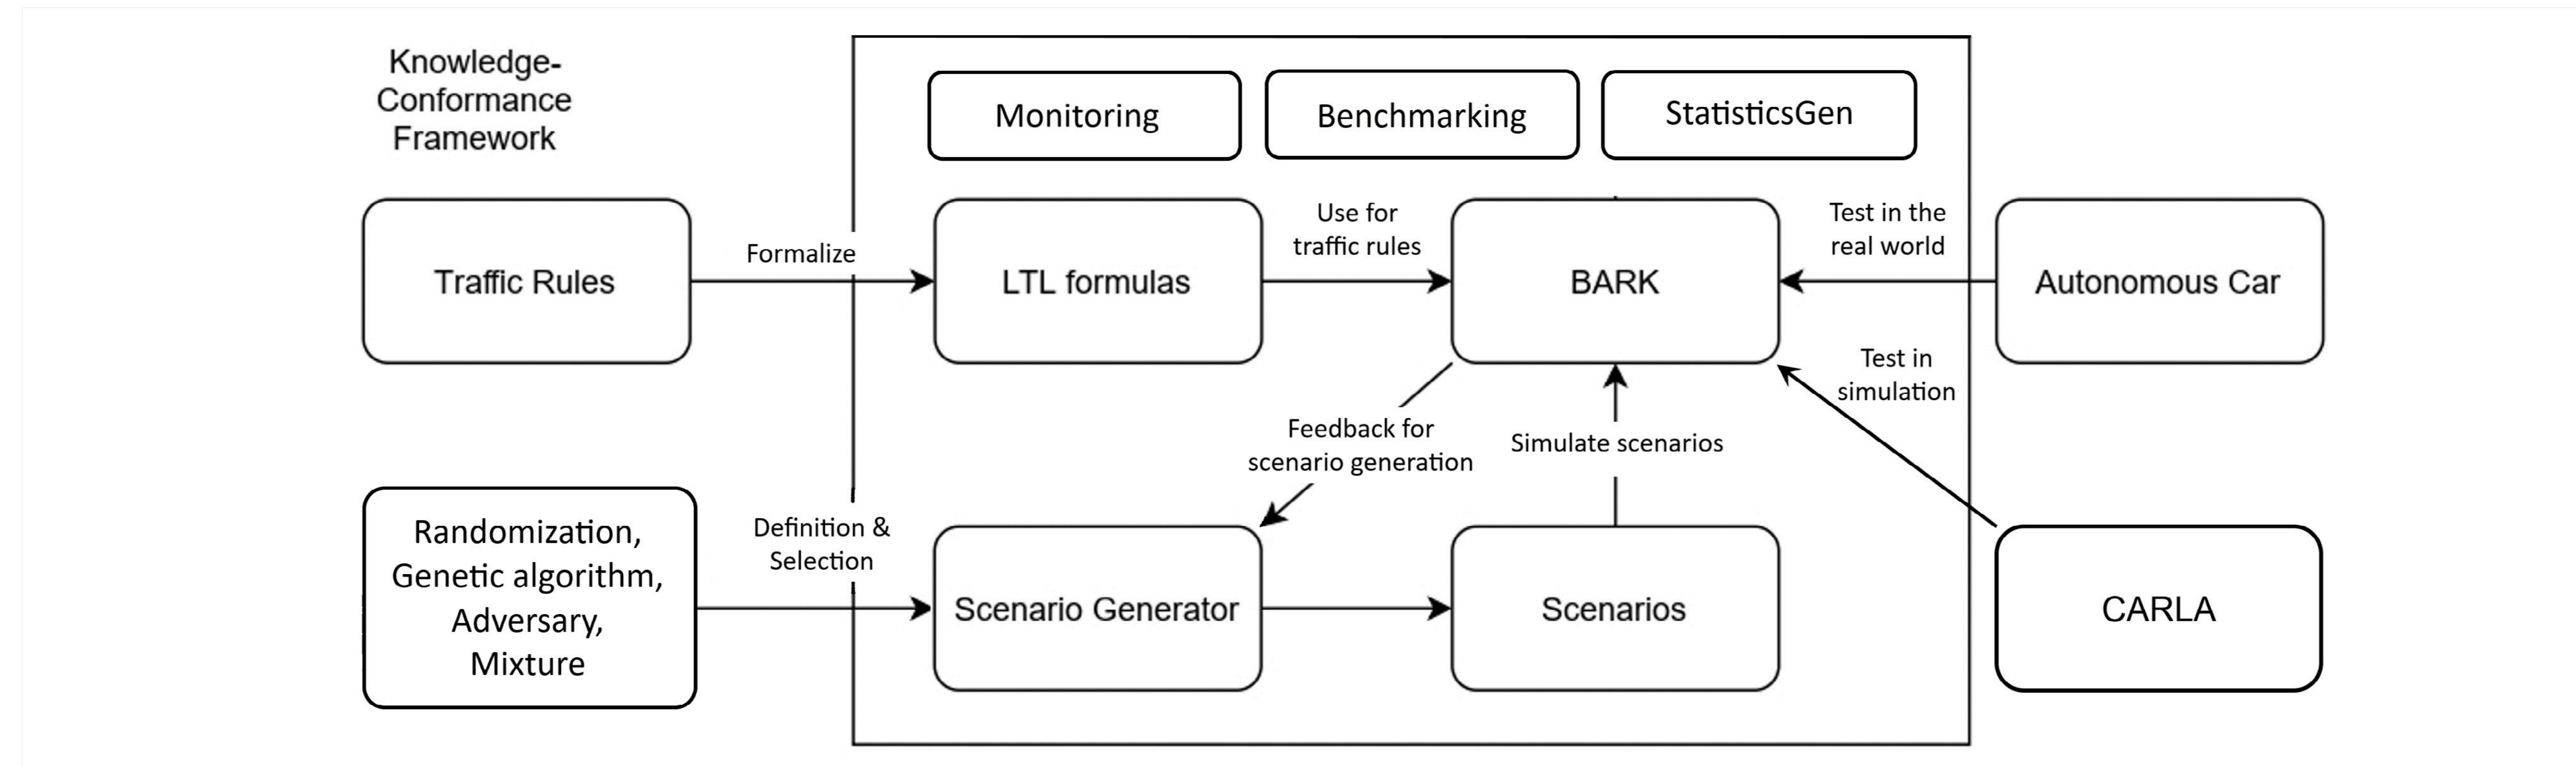 Knowledge-
Conformance
Framework
Monitoring
Benchmarking
StatisticsGen
Traffic Rules
Formalize
LTL formulas
Use for
traffic rules
BARK
Test in the
real world
Autonomous Car
Test in
simulation
Feedback for
scenario generation
Simulate scenarios
Randomization,
Genetic algorithm,
Adversary,
Mixture
Definition &
Selection
Scenario Generator
Scenarios
CARLA